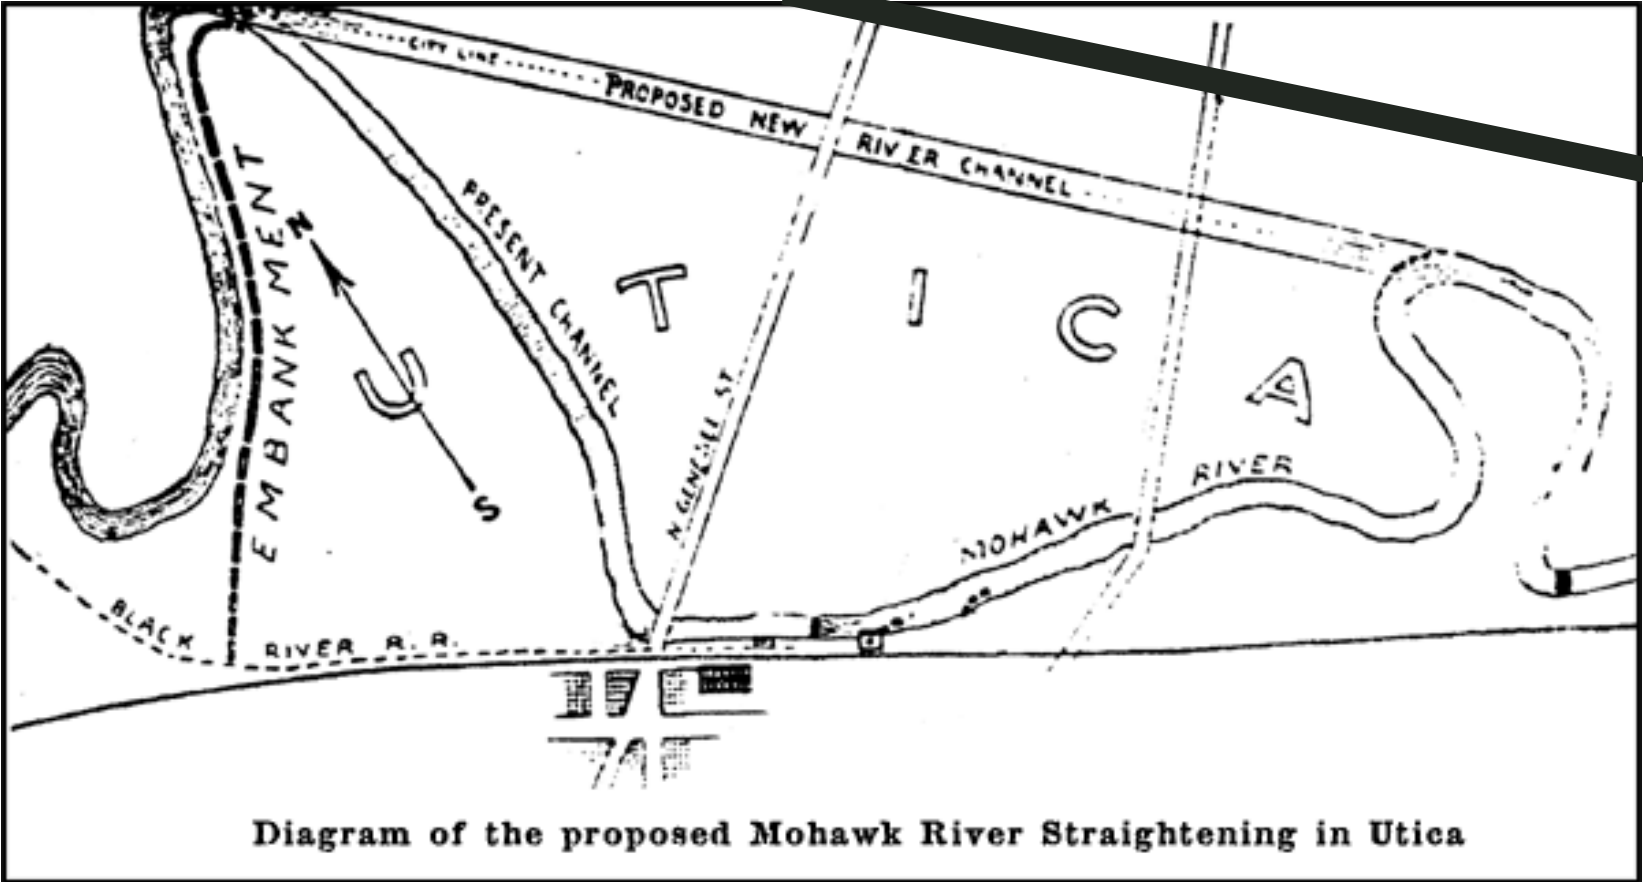 CITY LINE
PROPOSED NEW RIVER CHANNEL
PRESENT CHANNEL
EMBANKMENT
N
S
U T I C A
N GENESEE ST
MOHAWK RIVER
BLACK RIVER R. R.
Diagram of the proposed Mohawk River Straightening in Utica